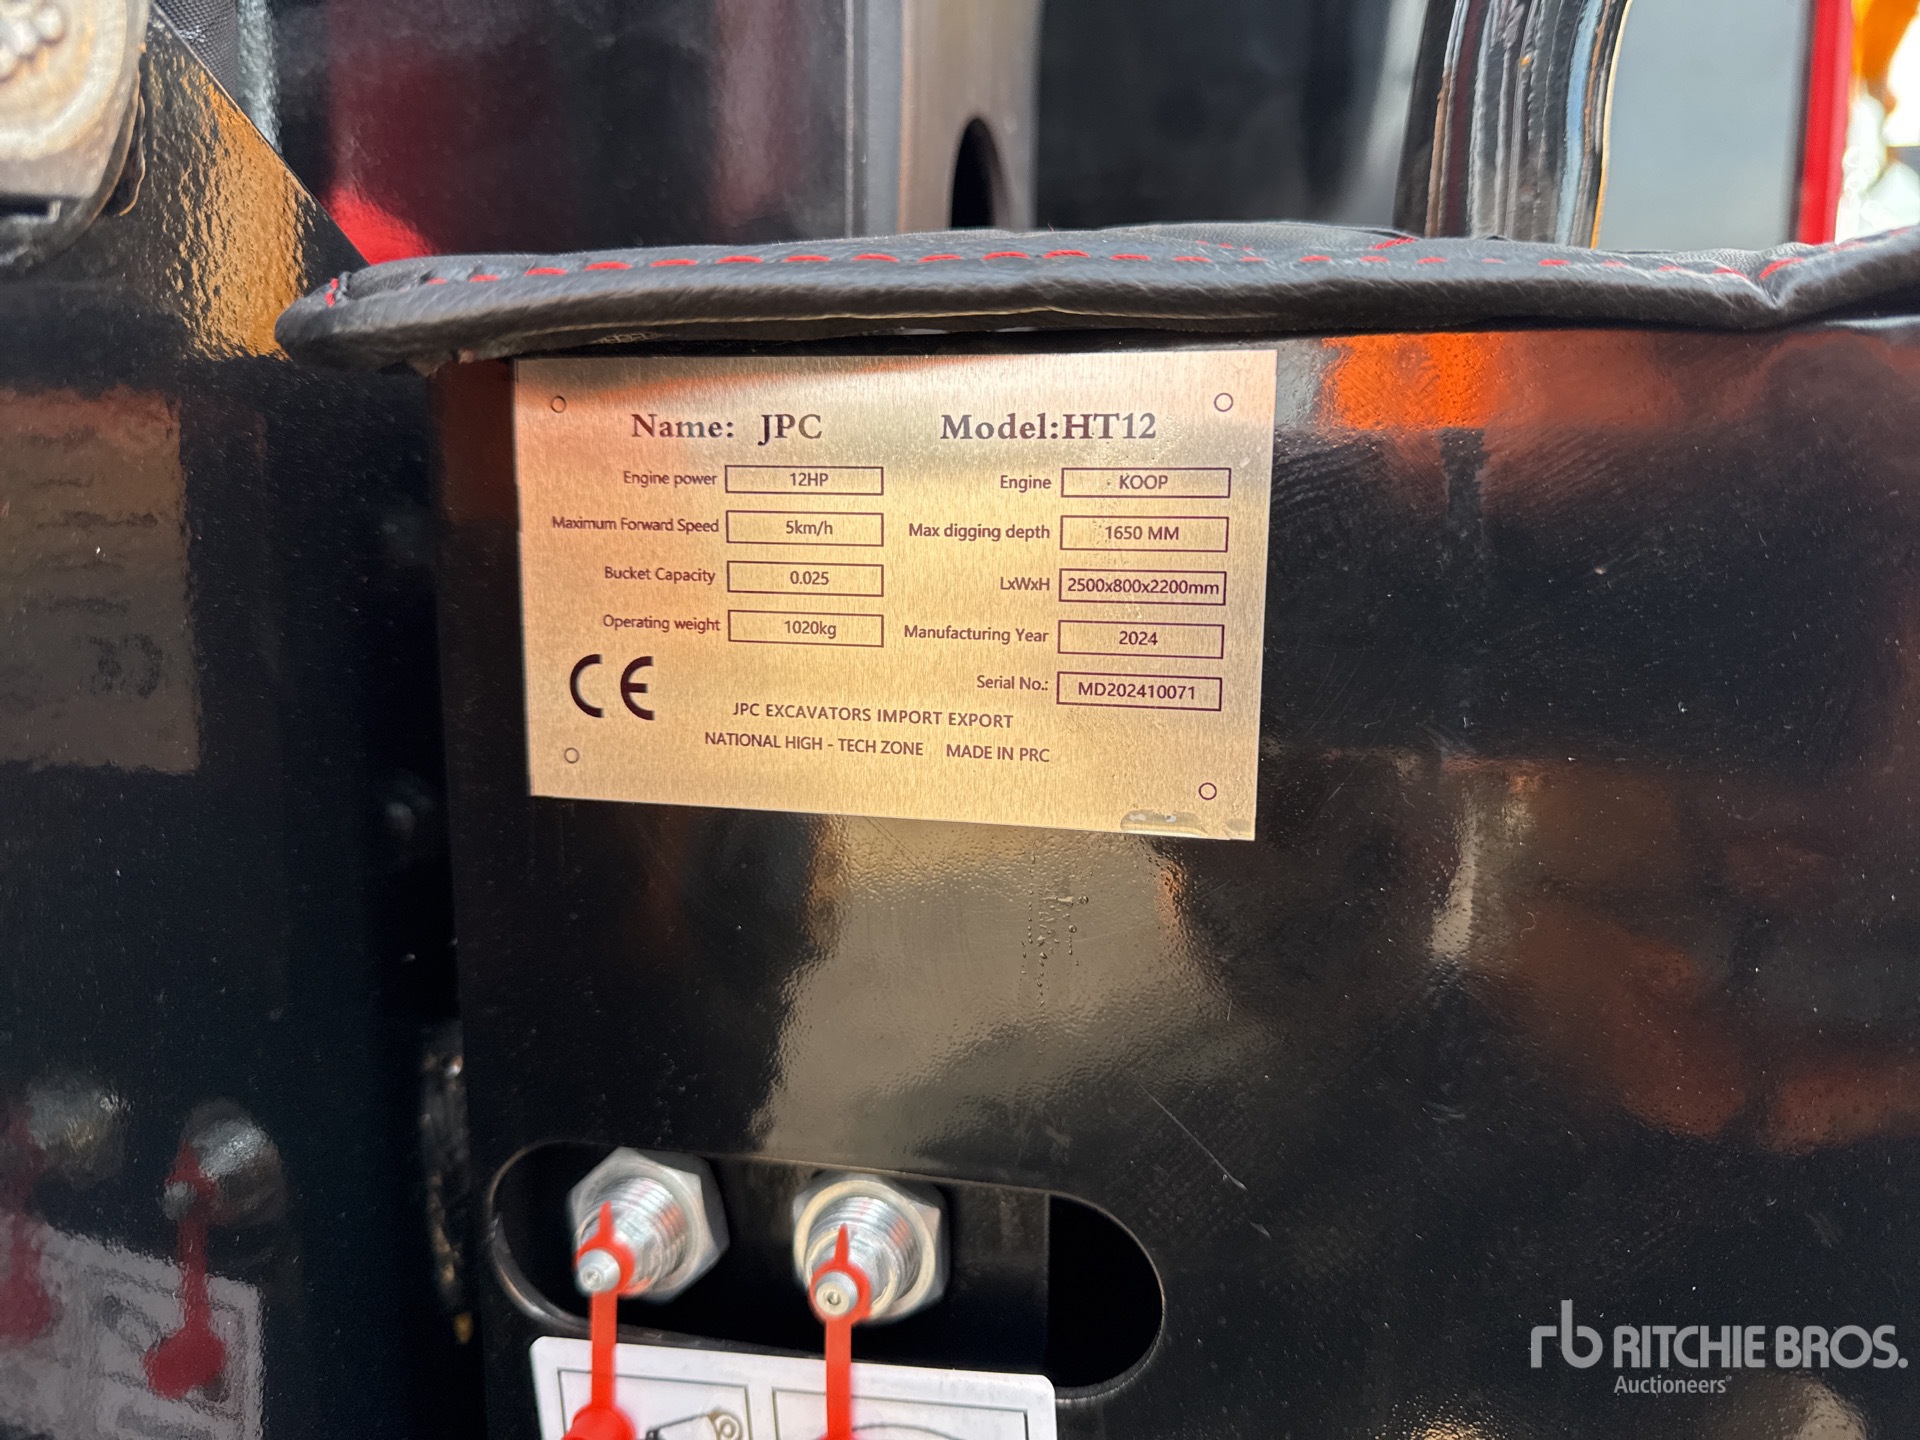 Name: JPC Model:HT12
Engine power 12HP Engine KOOP
Maximum Forward Speed 5km/h Max digging depth 1650 MM
Bucket Capacity 0.025 LxWxH 2500x800x2200mm
Operating weight 1020kg Manufacturing Year 2024
Serial No.: MD202410071
CE
JPC EXCAVATORS IMPORT EXPORT
NATIONAL HIGH - TECH ZONE MADE IN PRC
rb RITCHIE BROS.
Auctioneers